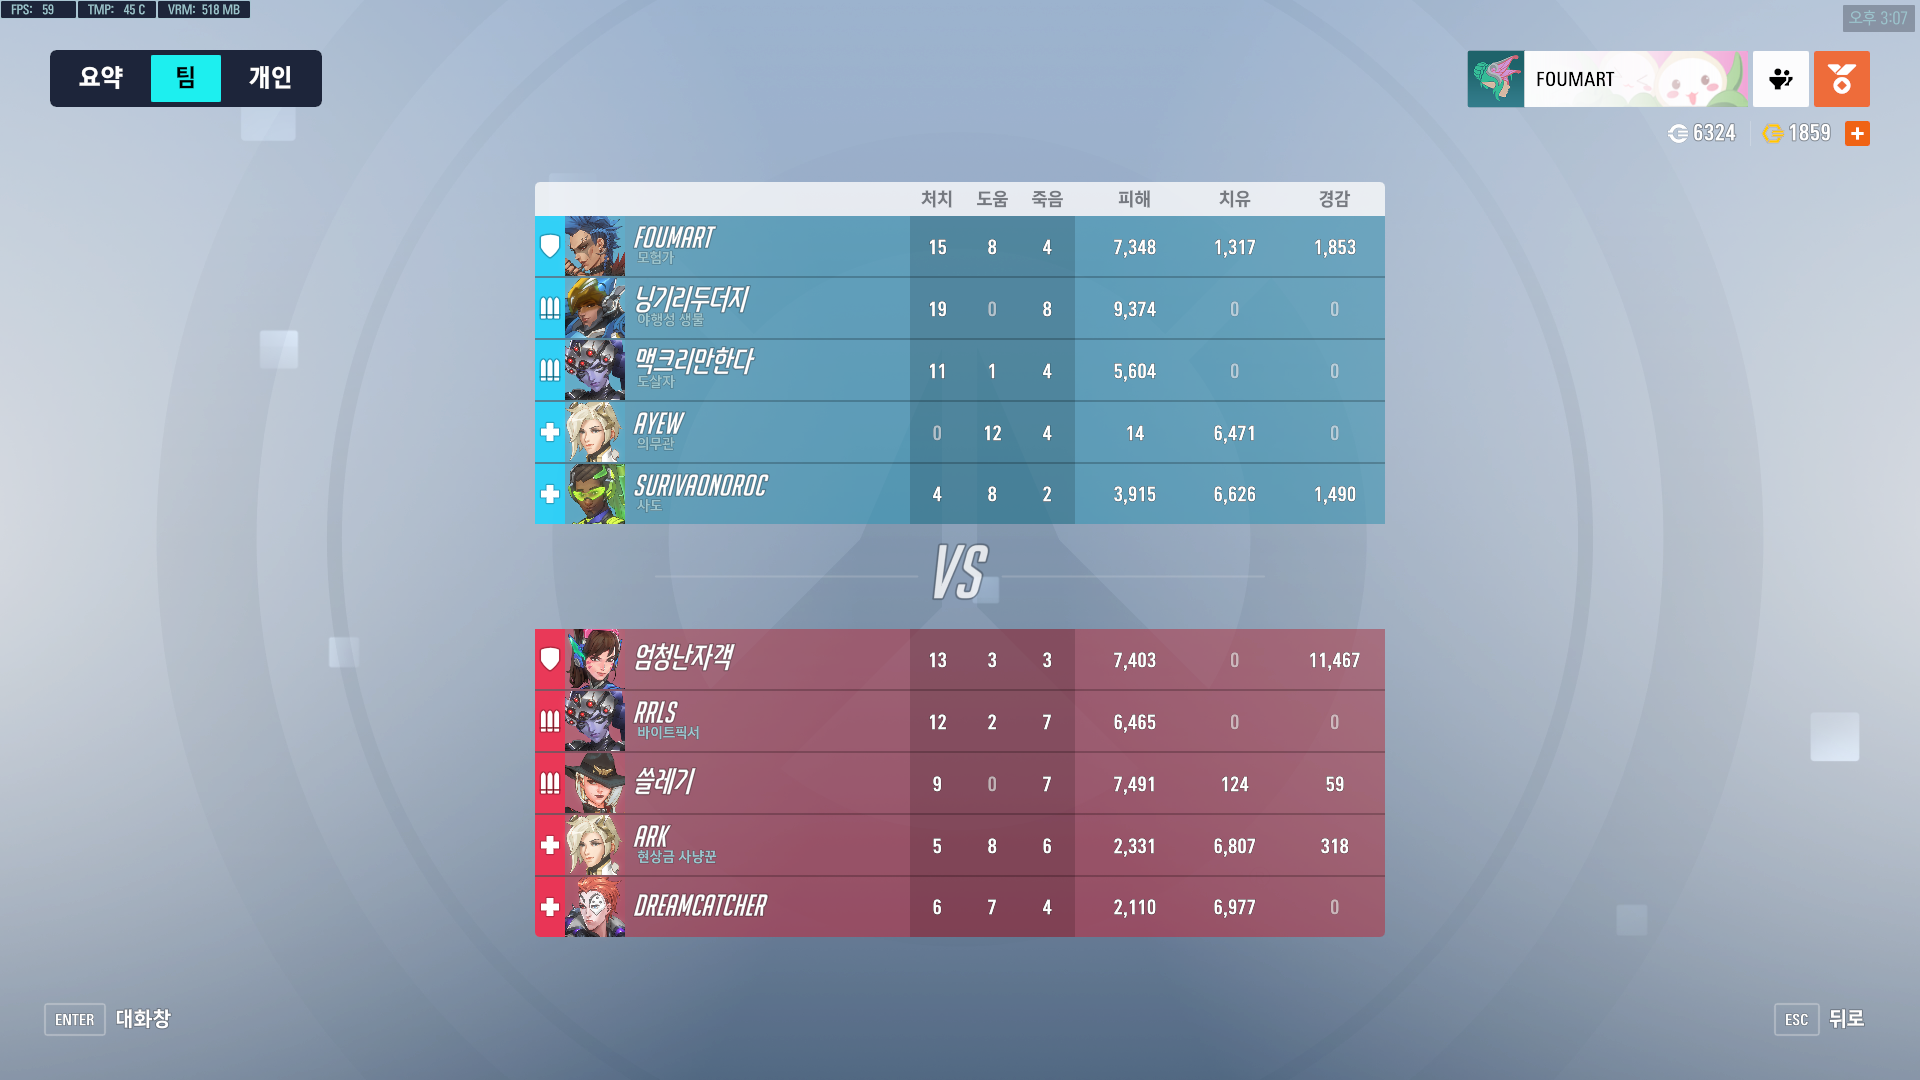 FPS: 59 TMP: 45 C VRM: 518 MB
오후 3:07
요약 팀 개인
FOUMART
6324 1859
처치 도움 죽음 피해 치유 경감
FOUMART 15 8 4 7,348 1,317 1,853
모험가
닝기리두더지 19 0 8 9,374 0 0
야행성 생물
맥크리만한다 11 1 4 5,604 0 0
도살자
AYEW 0 12 4 14 6,471 0
의무관
SURIVAONOROC 4 8 2 3,915 6,626 1,490
사도
VS
엄청난자객 13 3 3 7,403 0 11,467
RRLS 12 2 7 6,465 0 0
바이트픽서
쓸레기 9 0 7 7,491 124 59
ARK 5 8 6 2,331 6,807 318
현상금 사냥꾼
DREAMCATCHER 6 7 4 2,110 6,977 0
ENTER 대화창
ESC 뒤로